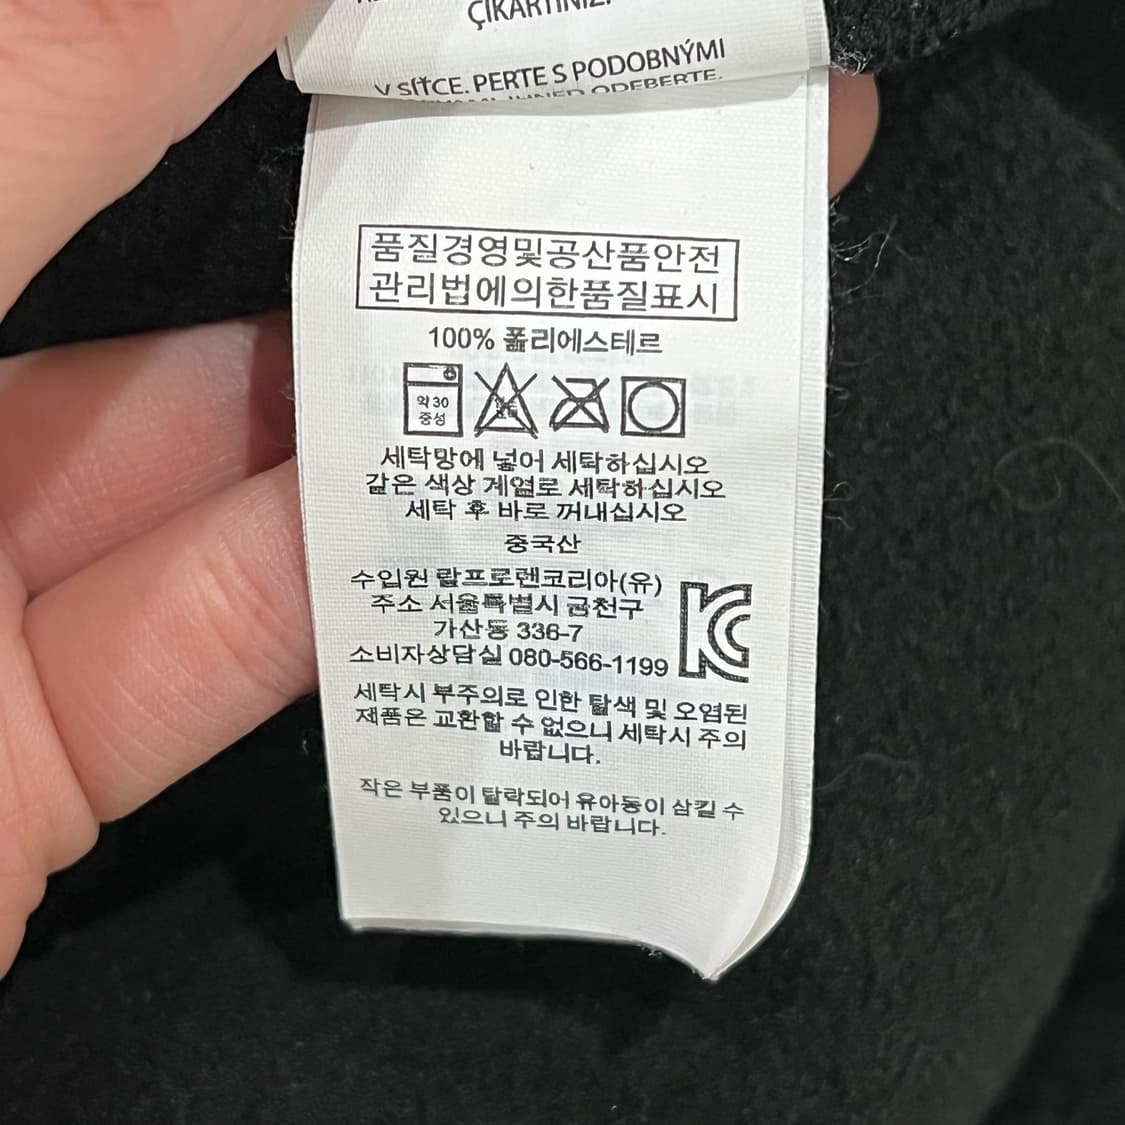 ÇIKARTINIZ.
V SÍŤCE. PERTE S PODOBNÝMI
ODEBERTE.
품질경영및공산품안전
관리법에의한품질표시
100% 폴리에스테르
약 30
중성
세탁망에 넣어 세탁하십시오
같은 색상 계열로 세탁하십시오
세탁 후 바로 꺼내십시오
중국산
수입원 랄프로렌코리아(유)
주소 서울특별시 금천구
가산동 336-7
소비자상담실 080-566-1199
세탁시 부주의로 인한 탈색 및 오염된
제품은 교환할 수 없으니 세탁시 주의
바랍니다.
작은 부품이 탈락되어 유아동이 삼킬 수
있으니 주의 바랍니다.